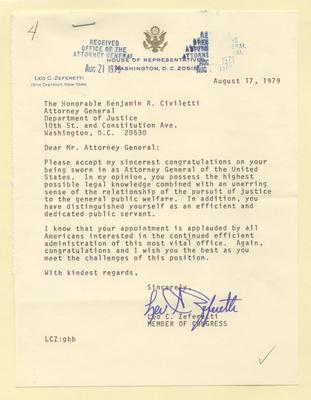 4
RECEIVED
OFFICE OF THE
ATTORNEY GENERAL
AUG 21 1979
HOUSE OF REPRESENTATIVES
WASHINGTON, D.C. 20515
LEO C. ZEFERETTI
15TH DISTRICT, NEW YORK
August 17, 1979
The Honorable Benjamin R. Civiletti
Attorney General
Department of Justice
10th St. and Constitution Ave.
Washington, D.C. 20530
Dear Mr. Attorney General:
Please accept my sincerest congratulations on your
being sworn in as Attorney General of the United
States. In my opinion, you possess the highest
possible legal knowledge combined with an unerring
sense of the relationship of the pursuit of justice
to the general public welfare. In addition, you
have distinguished yourself as an efficient and
dedicated public servant.
I know that your appointment is applauded by all
Americans interested in the continued efficient
administration of this most vital office. Again,
congratulations and I wish you the best as you
meet the challenges of this position.
With kindest regards,
Sincerely,
Leo C Zeferetti
Leo C. Zeferetti
MEMBER OF CONGRESS
LCZ:gbb